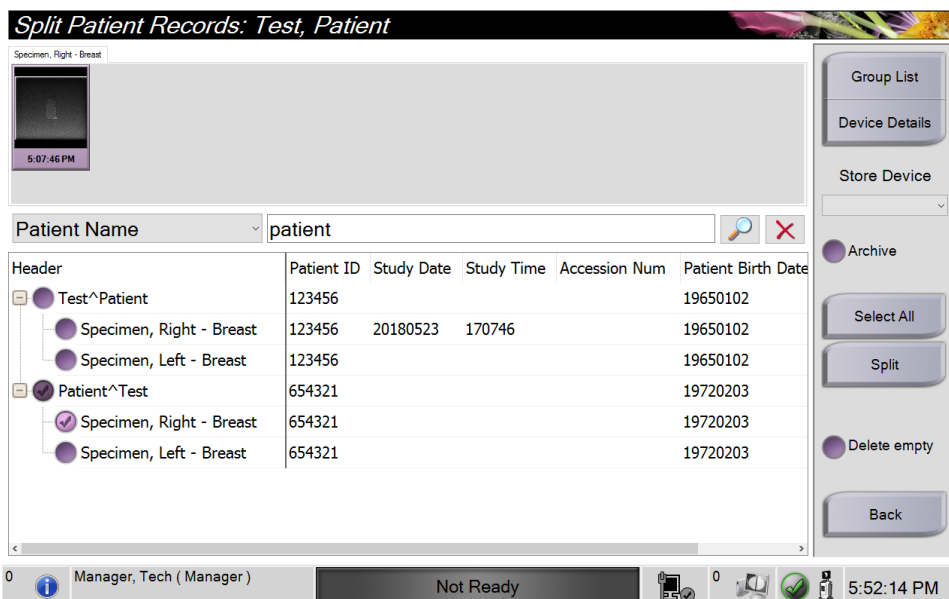 Split Patient Records: Test, Patient
Specimen, Right - Breast
5:07:46 PM
Group List
Device Details
Store Device
Archive
Select All
Split
Delete empty
Back
Patient Name patient
Header Patient ID Study Date Study Time Accession Num Patient Birth Date
Test^Patient 123456 19650102
Specimen, Right - Breast 123456 20180523 170746 19650102
Specimen, Left - Breast 123456 19650102
Patient^Test 654321 19720203
Specimen, Right - Breast 654321 19720203
Specimen, Left - Breast 654321 19720203
0 Manager, Tech ( Manager ) Not Ready 0 5:52:14 PM